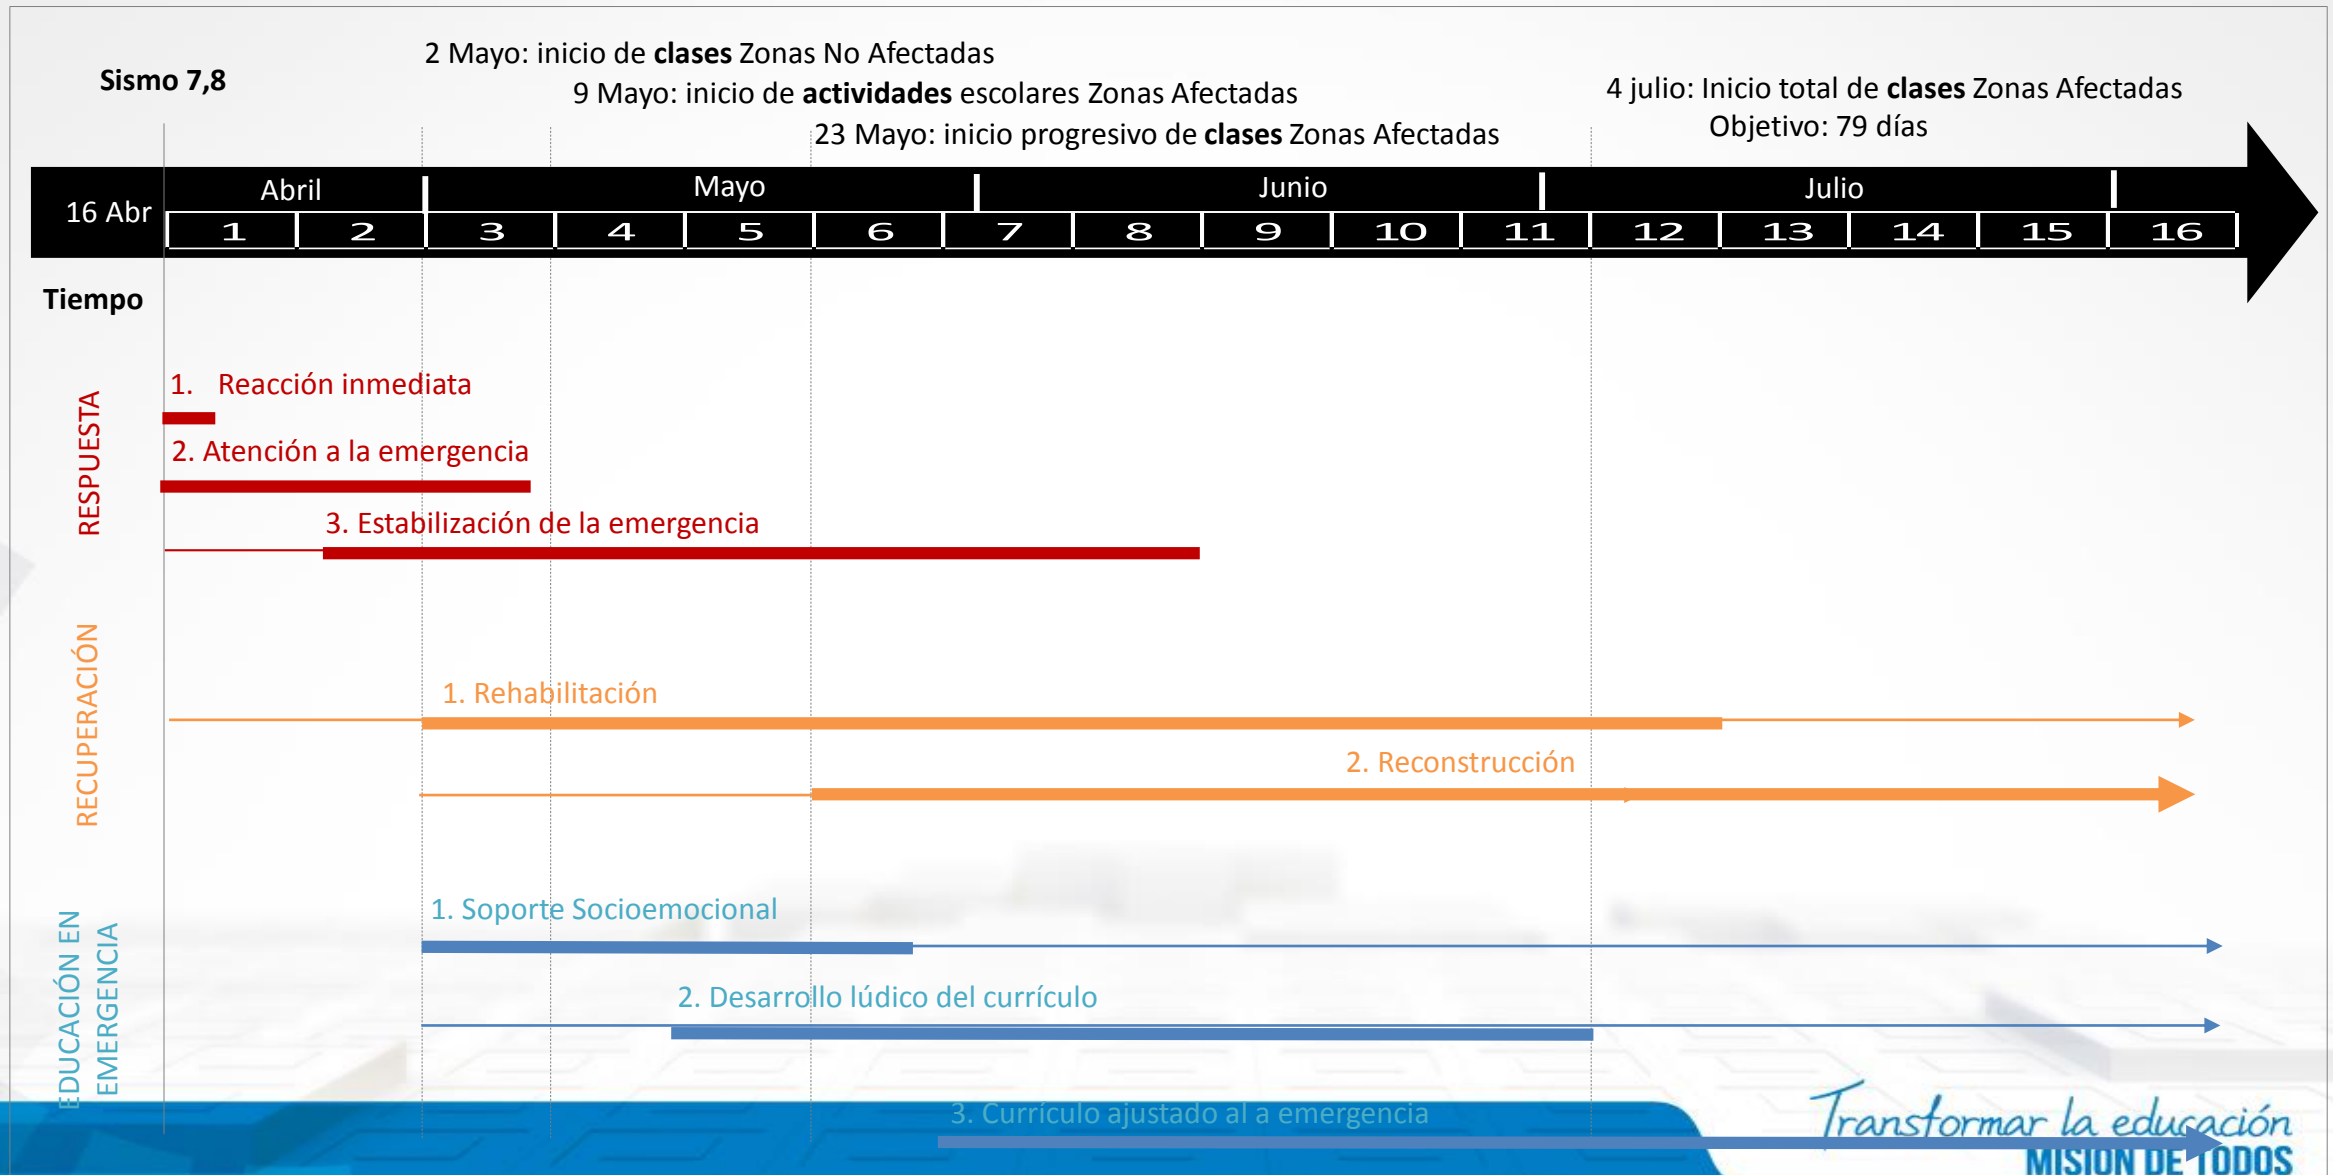 2 Mayo: inicio de clases Zonas No Afectadas
Sismo 7,8
9 Mayo: inicio de actividades escolares Zonas Afectadas
4 julio: Inicio total de clases Zonas Afectadas
Objetivo: 79 días
23 Mayo: inicio progresivo de clases Zonas Afectadas
16 Abr
Abril
Mayo
Junio
Julio
1 2 3 4 5 6 7 8 9 10 11 12 13 14 15 16
Tiempo
RESPUESTA
1. Reacción inmediata
2. Atención a la emergencia
3. Estabilización de la emergencia
RECUPERACIÓN
1. Rehabilitación
2. Reconstrucción
EDUCACIÓN EN
EMERGENCIA
1. Soporte Socioemocional
2. Desarrollo lúdico del currículo
3. Currículo ajustado al a emergencia
Transformar la educación
MISIÓN DE TODOS